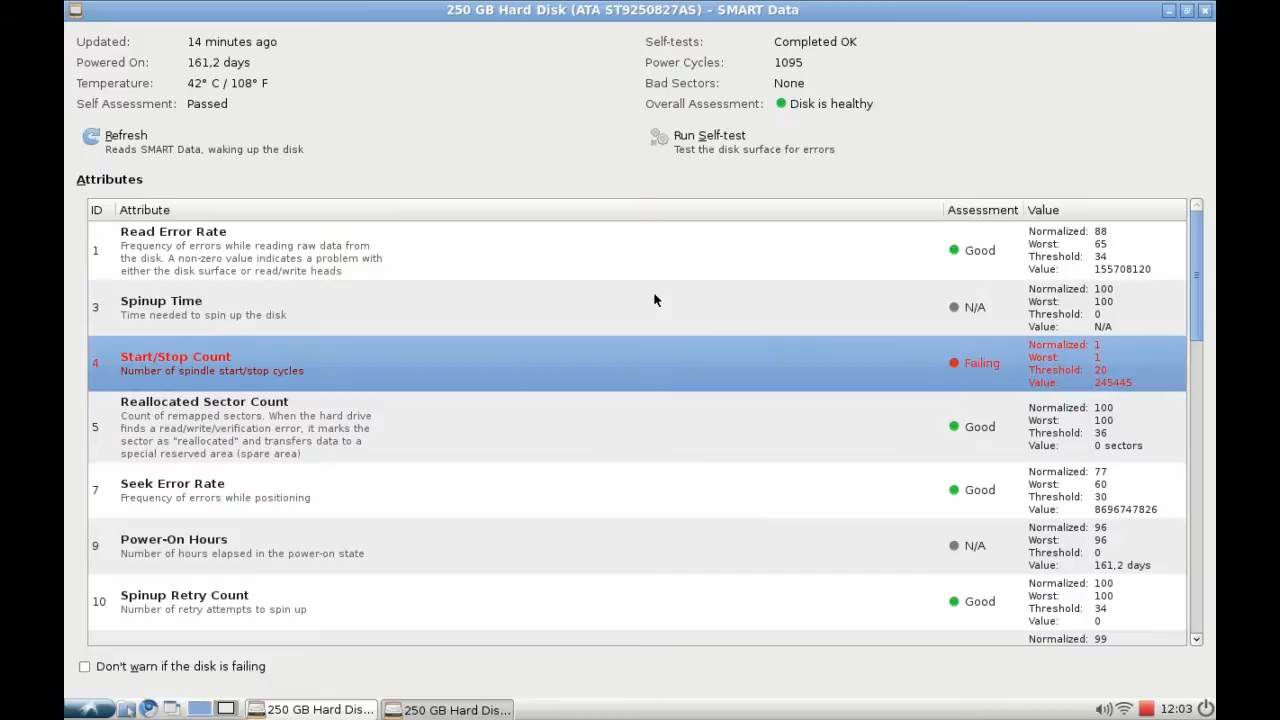 250 GB Hard Disk (ATA ST9250827AS) – SMART Data
Updated: 14 minutes ago
Powered On: 161,2 days
Temperature: 42° C / 108° F
Self Assessment: Passed
Self-tests: Completed OK
Power Cycles: 1095
Bad Sectors: None
Overall Assessment: Disk is healthy
Refresh
Reads SMART Data, waking up the disk
Run Self-test
Test the disk surface for errors
Attributes
ID Attribute Assessment Value
1
Read Error Rate
Frequency of errors while reading raw data from
the disk. A non-zero value indicates a problem with
either the disk surface or read/write heads
Good
Normalized: 88
Worst: 65
Threshold: 34
Value: 155708120
3
Spinup Time
Time needed to spin up the disk
N/A
Normalized: 100
Worst: 100
Threshold: 0
Value: N/A
4
Start/Stop Count
Number of spindle start/stop cycles
Failing
Normalized: 1
Worst: 1
Threshold: 20
Value: 245445
5
Reallocated Sector Count
Count of remapped sectors. When the hard drive
finds a read/write/verification error, it marks the
sector as "reallocated" and transfers data to a
special reserved area (spare area)
Good
Normalized: 100
Worst: 100
Threshold: 36
Value: 0 sectors
7
Seek Error Rate
Frequency of errors while positioning
Good
Normalized: 77
Worst: 60
Threshold: 30
Value: 8696747826
9
Power-On Hours
Number of hours elapsed in the power-on state
N/A
Normalized: 96
Worst: 96
Threshold: 0
Value: 161,2 days
10
Spinup Retry Count
Number of retry attempts to spin up
Good
Normalized: 100
Worst: 100
Threshold: 34
Value: 0
Normalized: 99
Don't warn if the disk is failing
250 GB Hard Dis...
250 GB Hard Dis...
12:03